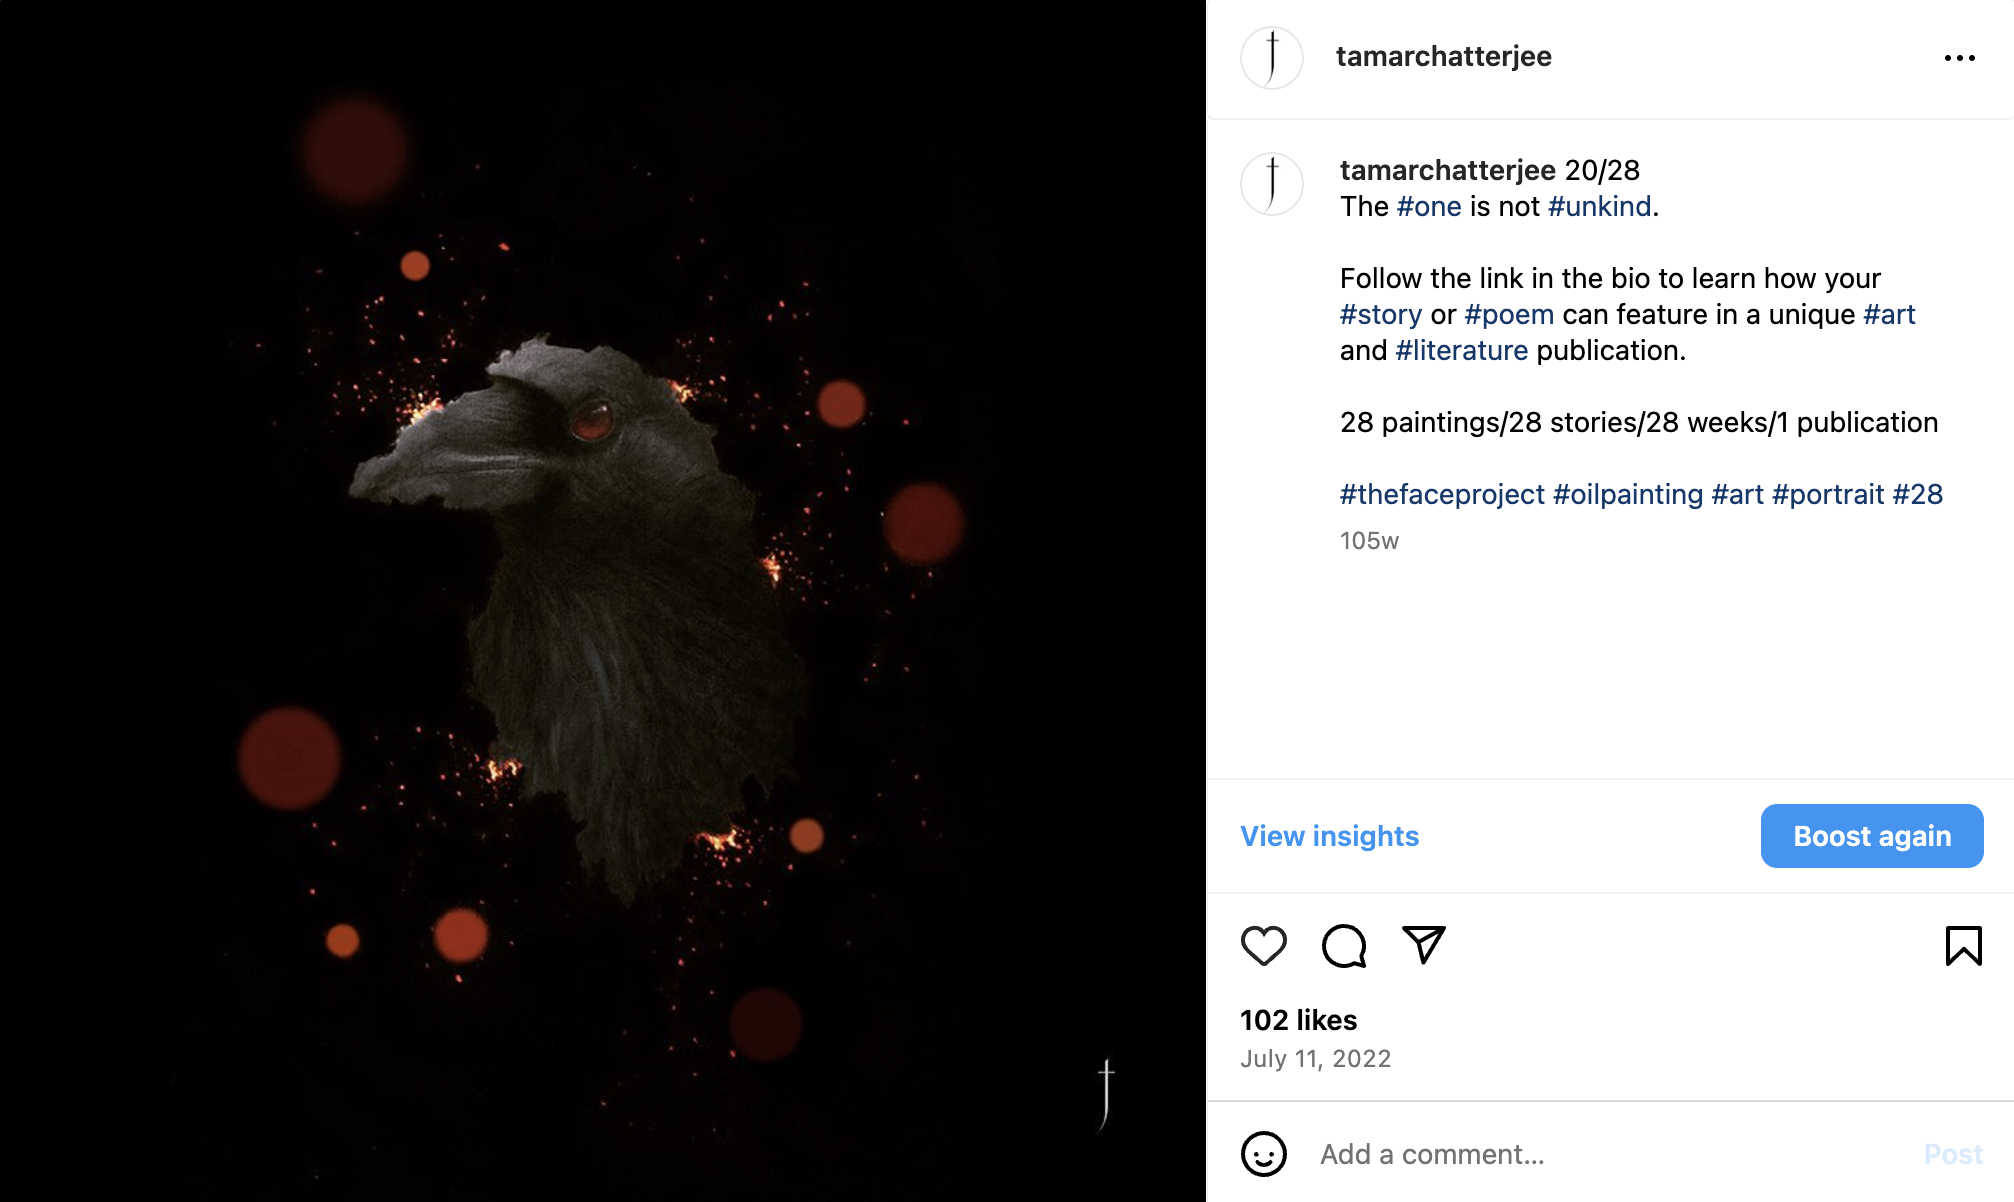 tamarchatterjee
tamarchatterjee 20/28
The #one is not #unkind.
Follow the link in the bio to learn how your
#story or #poem can feature in a unique #art
and #literature publication.
28 paintings/28 stories/28 weeks/1 publication
#thefaceproject #oilpainting #art #portrait #28
105w
View insights
Boost again
102 likes
July 11, 2022
Add a comment...
Post